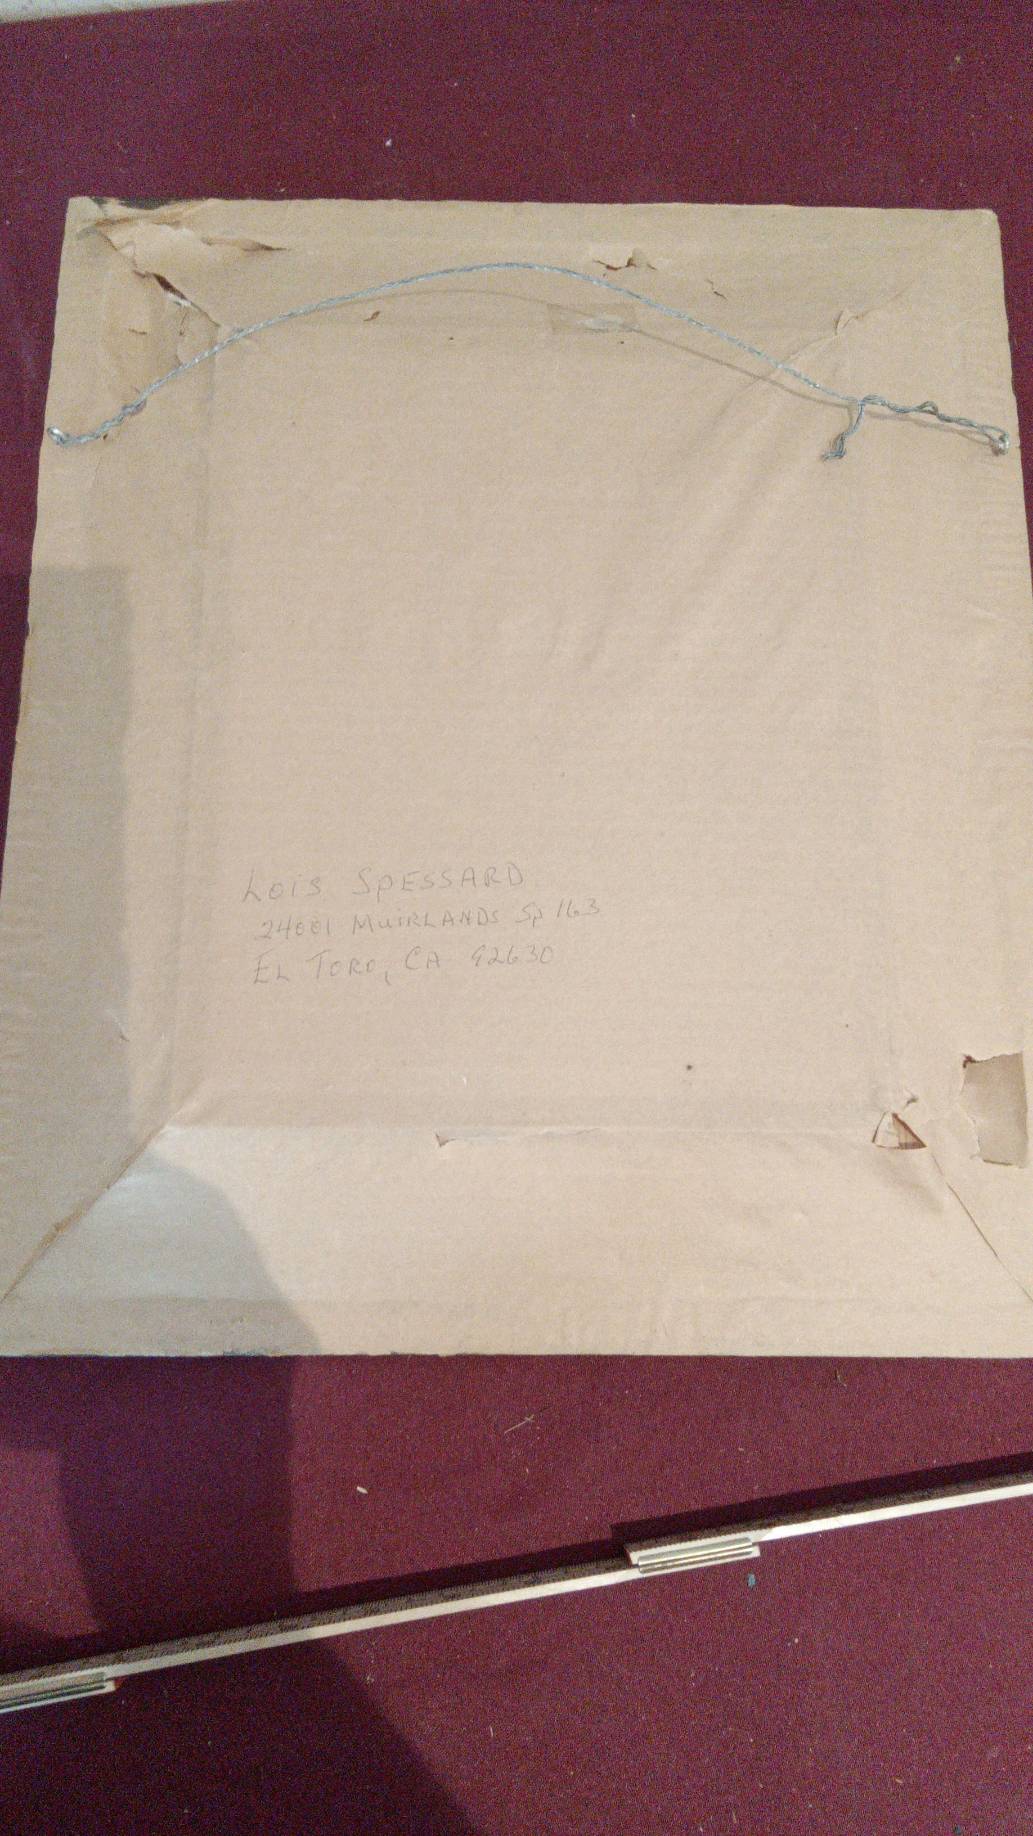 LOIS SPESSARD
24001 MUIRLANDS Sp 163
EL TORO, CA 92630